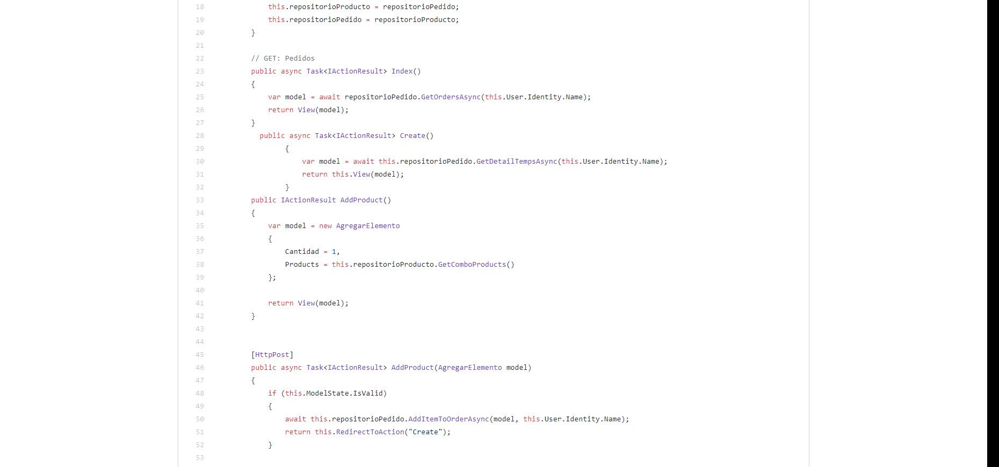 18 this.repositorioProducto = repositorioPedido;
19 this.repositorioPedido = repositorioProducto;
20 }
21
22 // GET: Pedidos
23 public async Task<IActionResult> Index()
24 {
25 var model = await repositorioPedido.GetOrdersAsync(this.User.Identity.Name);
26 return View(model);
27 }
28 public async Task<IActionResult> Create()
29 {
30 var model = await this.repositorioPedido.GetDetailTempsAsync(this.User.Identity.Name);
31 return this.View(model);
32 }
33 public IActionResult AddProduct()
34 {
35 var model = new AgregarElemento
36 {
37 Cantidad = 1,
38 Products = this.repositorioProducto.GetComboProducts()
39 };
40
41 return View(model);
42 }
43
44
45 [HttpPost]
46 public async Task<IActionResult> AddProduct(AgregarElemento model)
47 {
48 if (this.ModelState.IsValid)
49 {
50 await this.repositorioPedido.AddItemToOrderAsync(model, this.User.Identity.Name);
51 return this.RedirectToAction("Create");
52 }
53